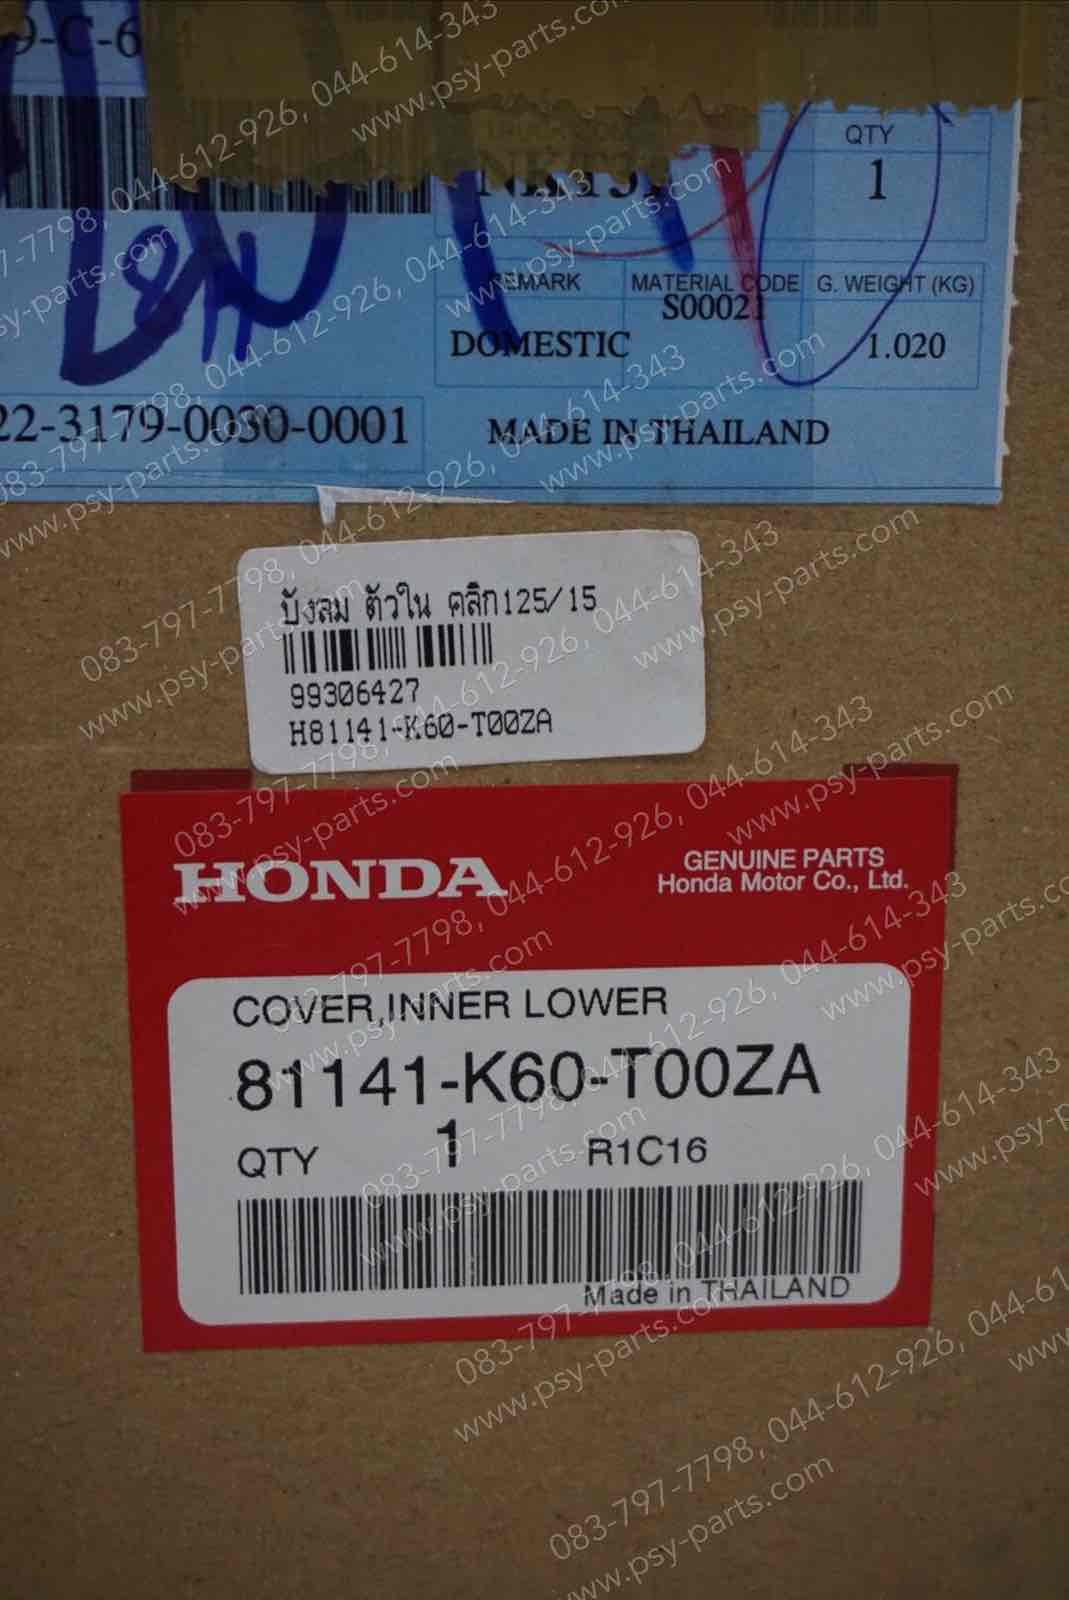 QTY
1
REMARK
MATERIAL CODE
G. WEIGHT (KG)
S00021
DOMESTIC
1.020
22-3179-0030-0001
MADE IN THAILAND
บังลม ตัวใน คลิก125/15
99306427
H81141-K60-T00ZA
HONDA
GENUINE PARTS
Honda Motor Co., Ltd.
COVER,INNER LOWER
81141-K60-T00ZA
QTY 1 R1C16
Made in THAILAND
083-797-7798, 044-612-926, 044-614-343
www.psy-parts.com